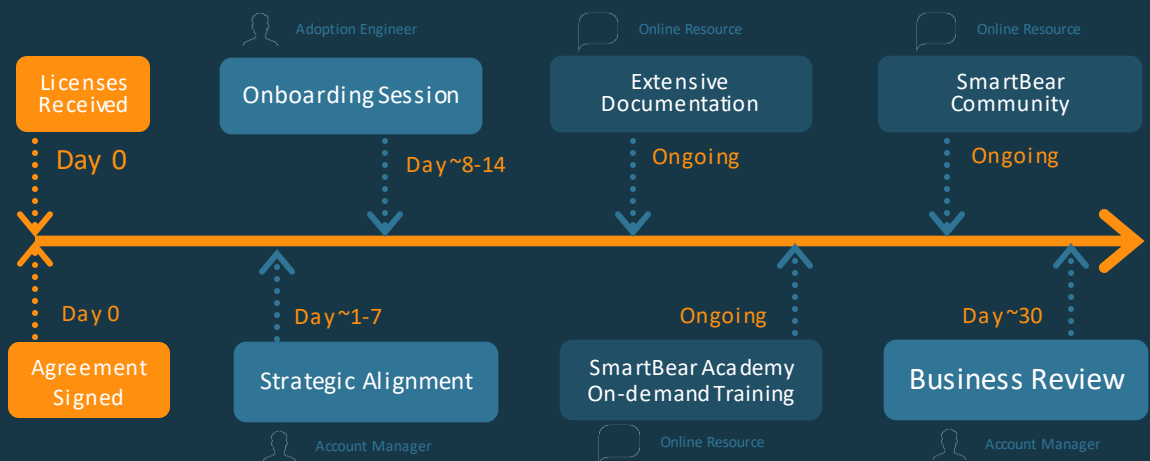 Adoption Engineer
Online Resource
Online Resource
Licenses
Received
Onboarding Session
Extensive
Documentation
SmartBear
Community
Day 0
Day ~8-14
Ongoing
Ongoing
Day 0
Day ~1-7
Ongoing
Day ~30
Agreement
Signed
Strategic Alignment
SmartBear Academy
On-demand Training
Business Review
Account Manager
Online Resource
Account Manager